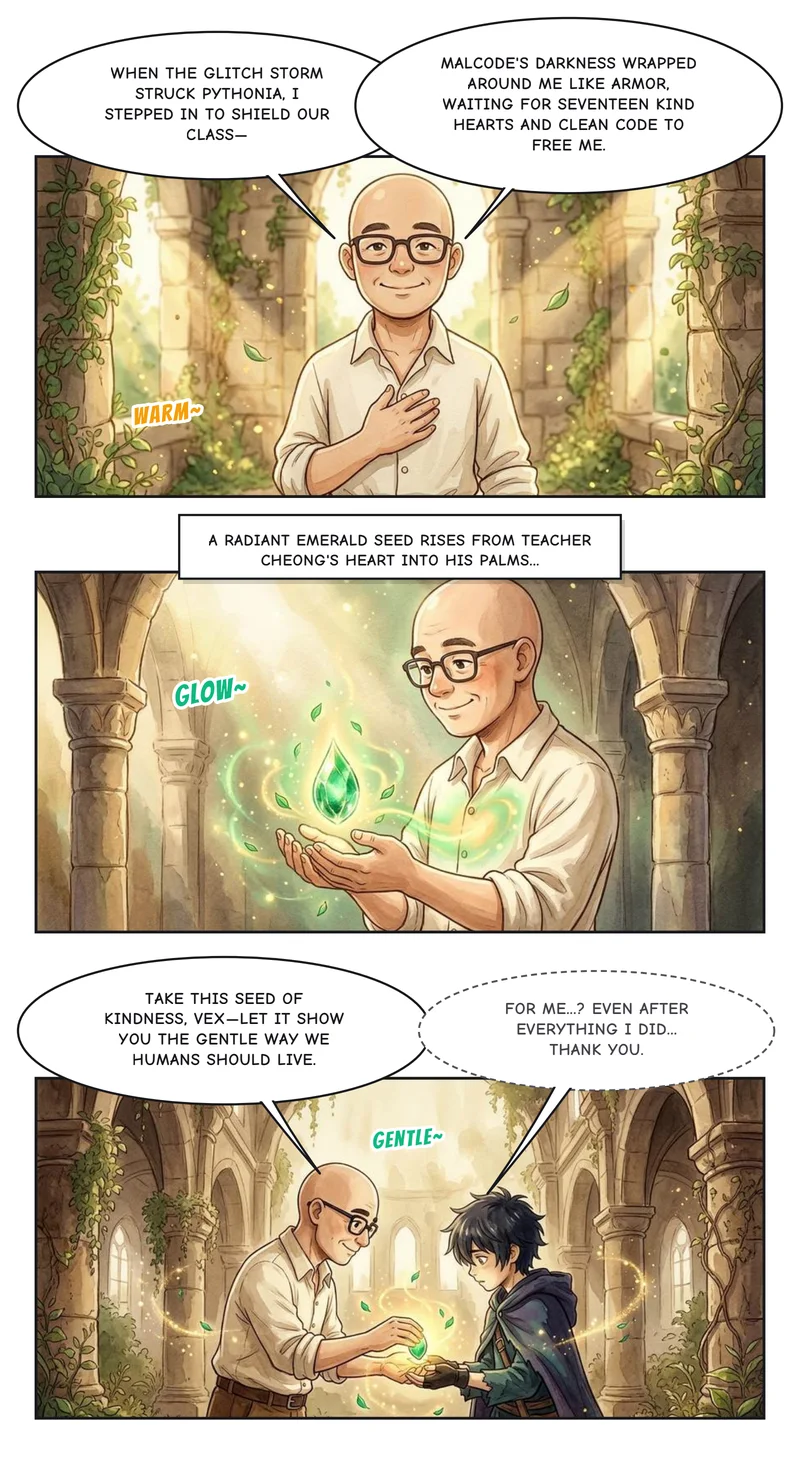 WHEN THE GLITCH STORM
STRUCK PYTHONIA, I
STEPPED IN TO SHIELD OUR
CLASS—
MALCODE'S DARKNESS WRAPPED
AROUND ME LIKE ARMOR,
WAITING FOR SEVENTEEN KIND
HEARTS AND CLEAN CODE TO
FREE ME.
WARM~
A RADIANT EMERALD SEED RISES FROM TEACHER
CHEONG'S HEART INTO HIS PALMS...
GLOW~
TAKE THIS SEED OF
KINDNESS, VEX—LET IT SHOW
YOU THE GENTLE WAY WE
HUMANS SHOULD LIVE.
FOR ME...? EVEN AFTER
EVERYTHING I DID...
THANK YOU.
GENTLE~